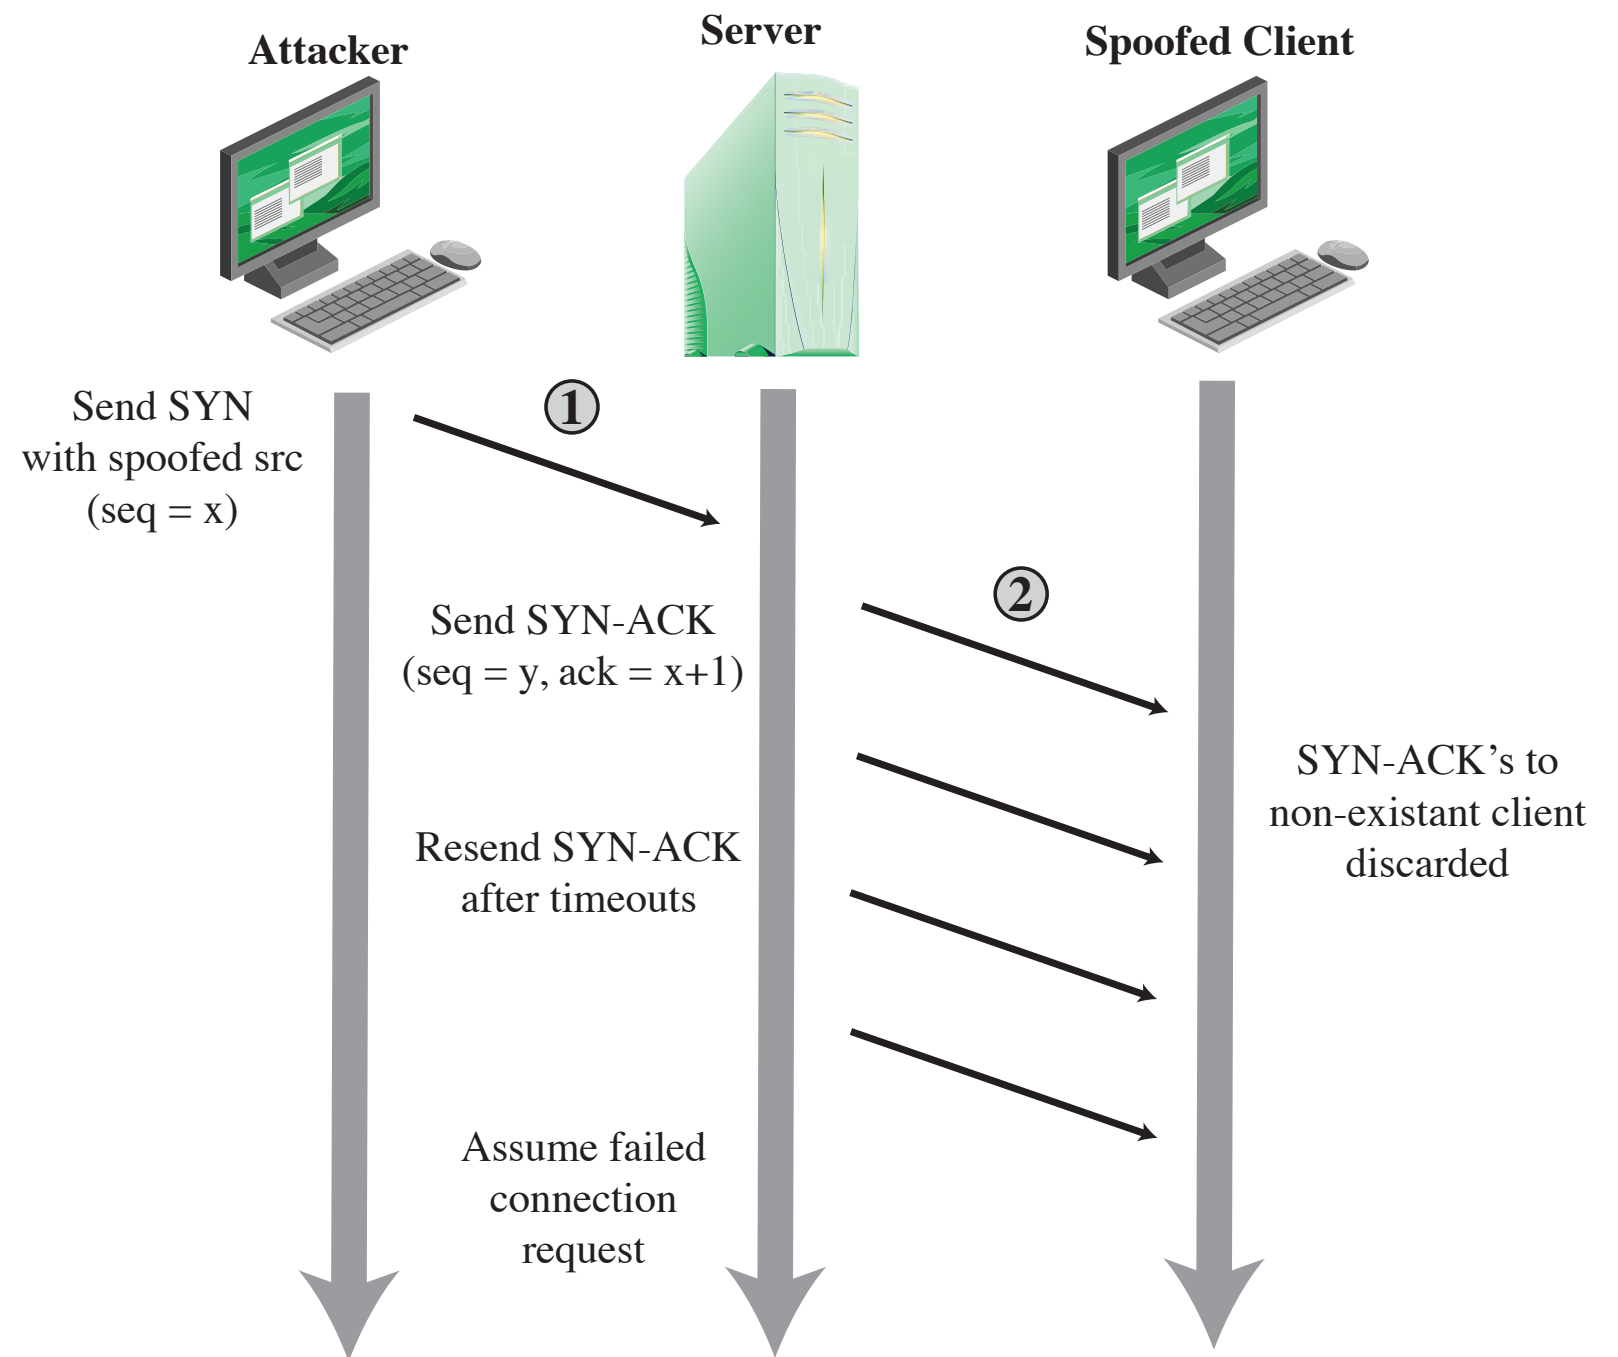 Attacker
Server
Spoofed Client
Send SYN
with spoofed src
(seq = x)
1
2
Send SYN-ACK
(seq = y, ack = x+1)
SYN-ACK’s to
non-existant client
discarded
Resend SYN-ACK
after timeouts
Assume failed
connection
request